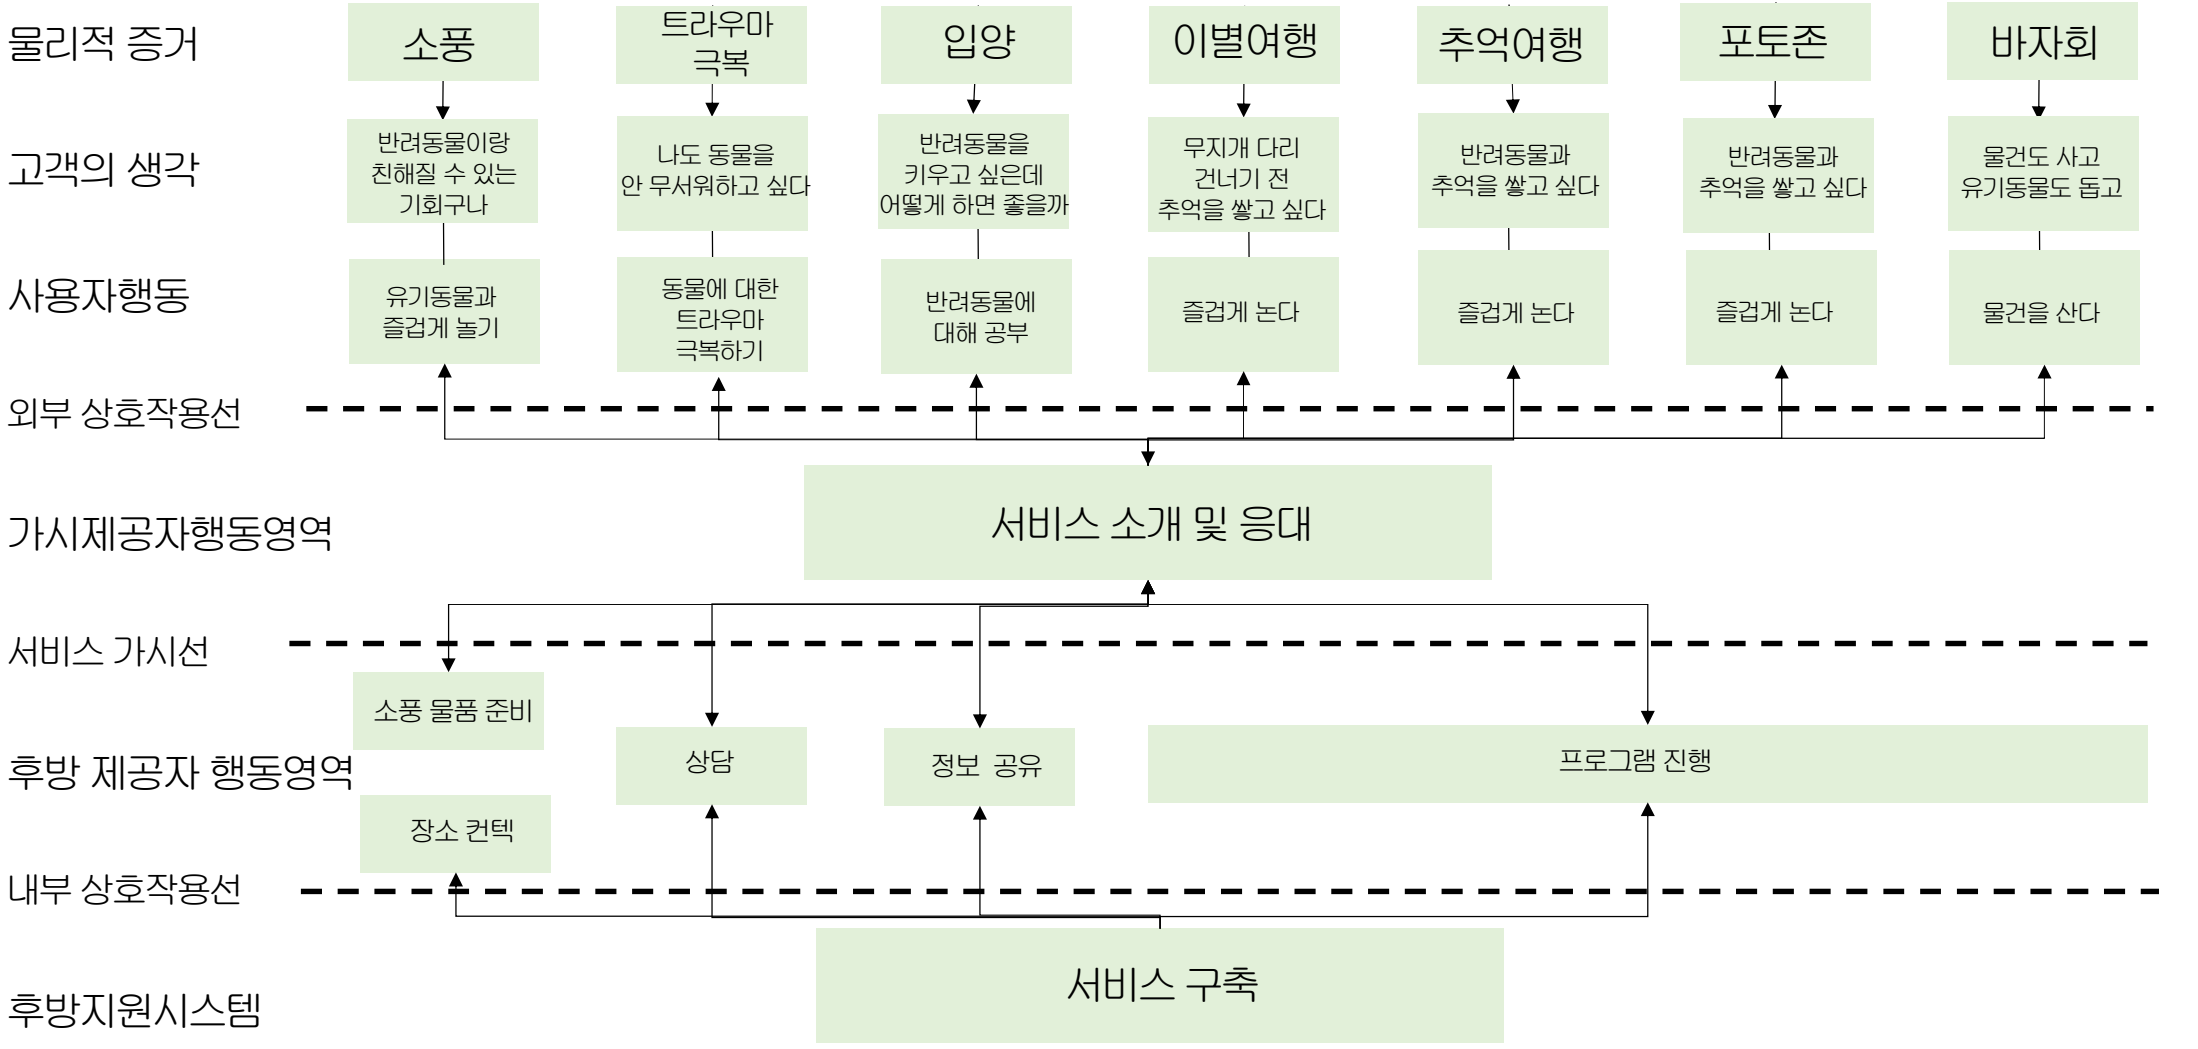 물리적 증거
소풍
트라우마
극복
입양
이별여행
추억여행
포토존
바자회
고객의 생각
반려동물이랑
친해질 수 있는
기회구나
나도 동물을
안 무서워하고 싶다
반려동물을
키우고 싶은데
어떻게 하면 좋을까
무지개 다리
건너기 전
추억을 쌓고 싶다
반려동물과
추억을 쌓고 싶다
반려동물과
추억을 쌓고 싶다
물건도 사고
유기동물도 돕고
사용자행동
유기동물과
즐겁게 놀기
동물에 대한
트라우마
극복하기
반려동물에
대해 공부
즐겁게 논다
즐겁게 논다
즐겁게 논다
물건을 산다
외부 상호작용선
가시제공자행동영역
서비스 소개 및 응대
서비스 가시선
소풍 물품 준비
후방 제공자 행동영역
상담
정보 공유
프로그램 진행
장소 컨텍
내부 상호작용선
후방지원시스템
서비스 구축